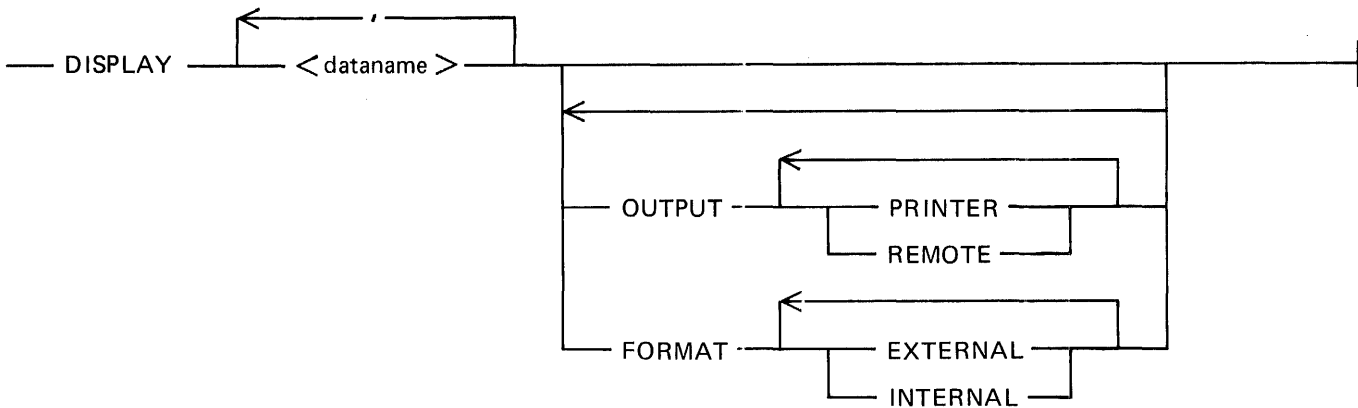 ,
DISPLAY <dataname>
OUTPUT PRINTER
REMOTE
FORMAT EXTERNAL
INTERNAL